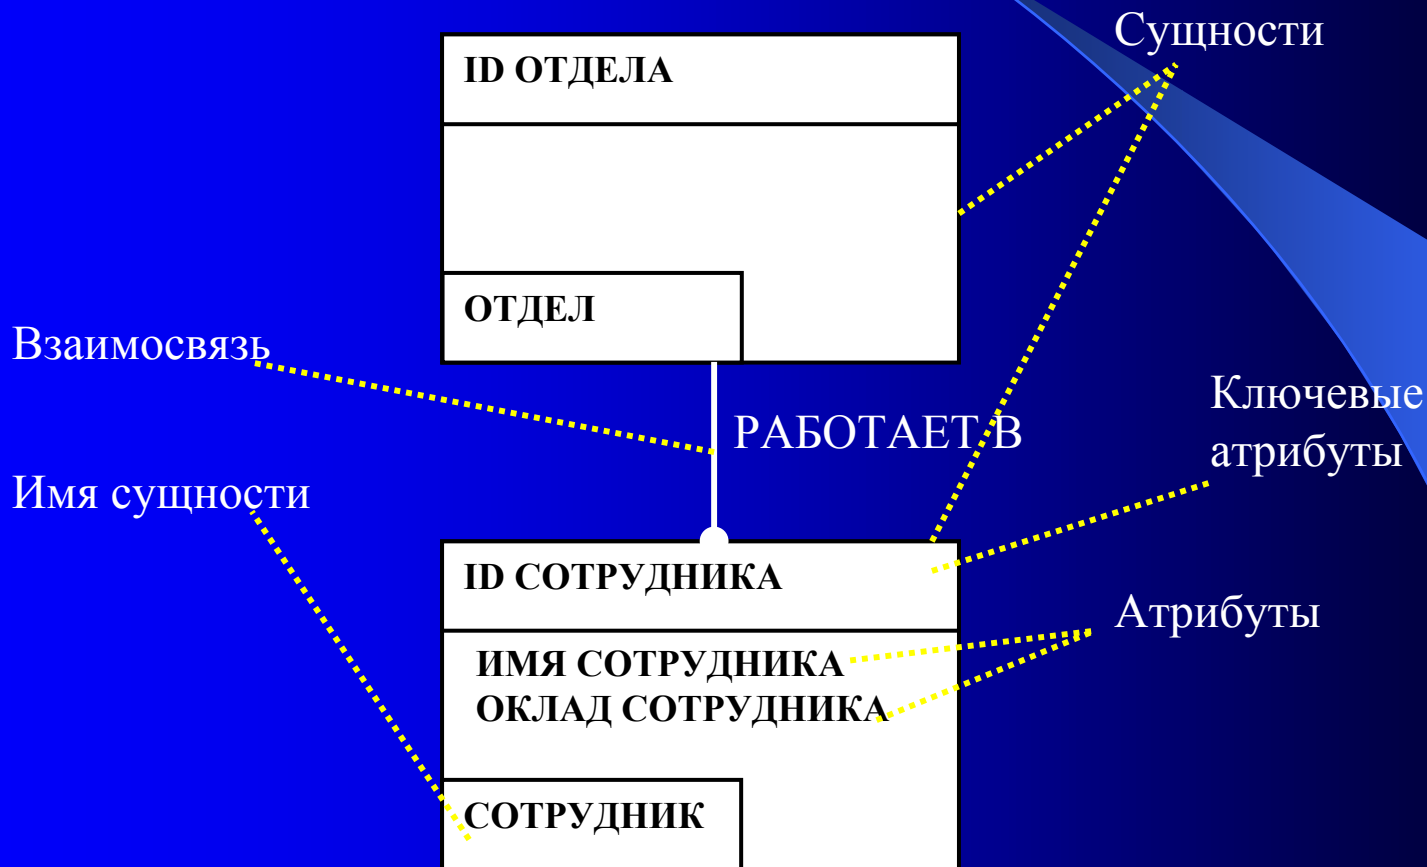 Сущности
ID ОТДЕЛА
ОТДЕЛ
Взаимосвязь
Ключевые
атрибуты
РАБОТАЕТ В
Имя сущности
ID СОТРУДНИКА
Атрибуты
ИМЯ СОТРУДНИКА
ОКЛАД СОТРУДНИКА
СОТРУДНИК